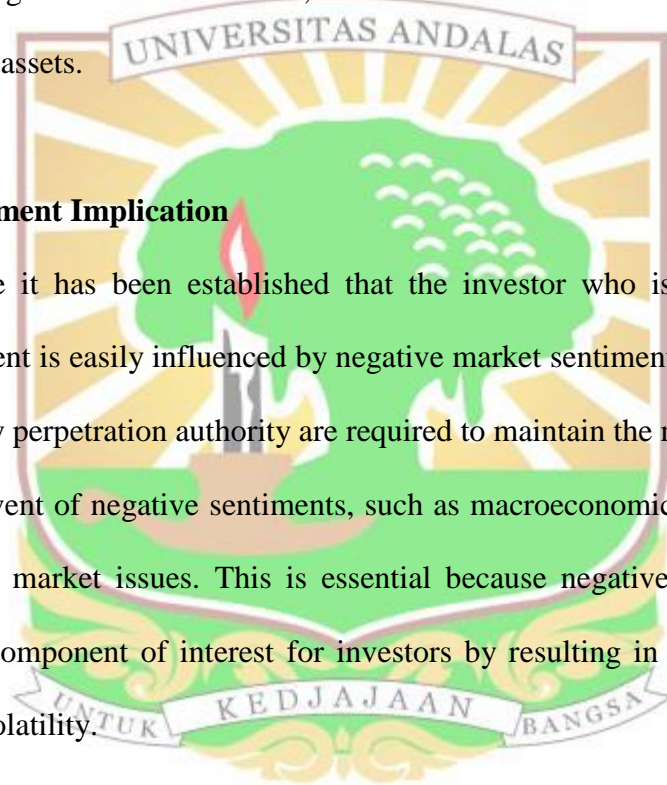 UNIVERSITAS ANDALAS
assets.
ment Implication
it has been established that the investor who is
ent is easily influenced by negative market sentiment
perpetration authority are required to maintain the
vent of negative sentiments, such as macroeconomic
market issues. This is essential because negative
omponent of interest for investors by resulting in
olatility.
UNTUK KEDJAJAAN BANGSA